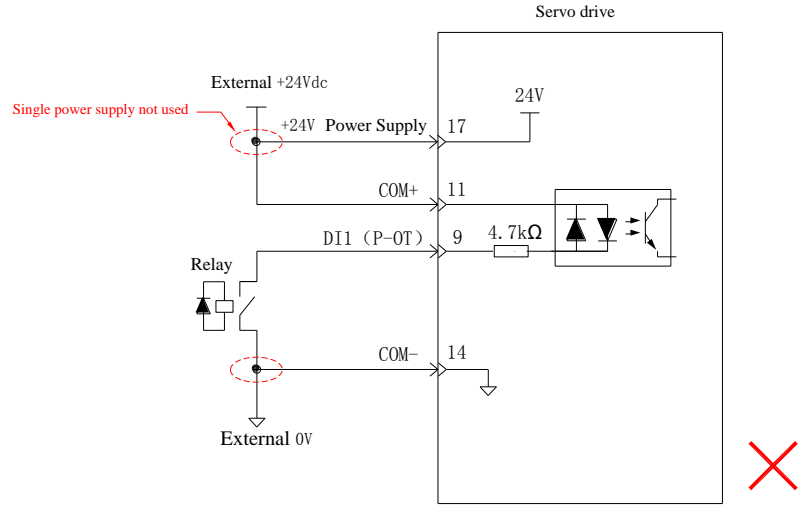 Servo drive
External +24Vdc
24V
Single power supply not used
+24V Power Supply
17
COM+
11
DI1 (P-OT)
9
4.7kΩ
Relay
COM-
14
External 0V